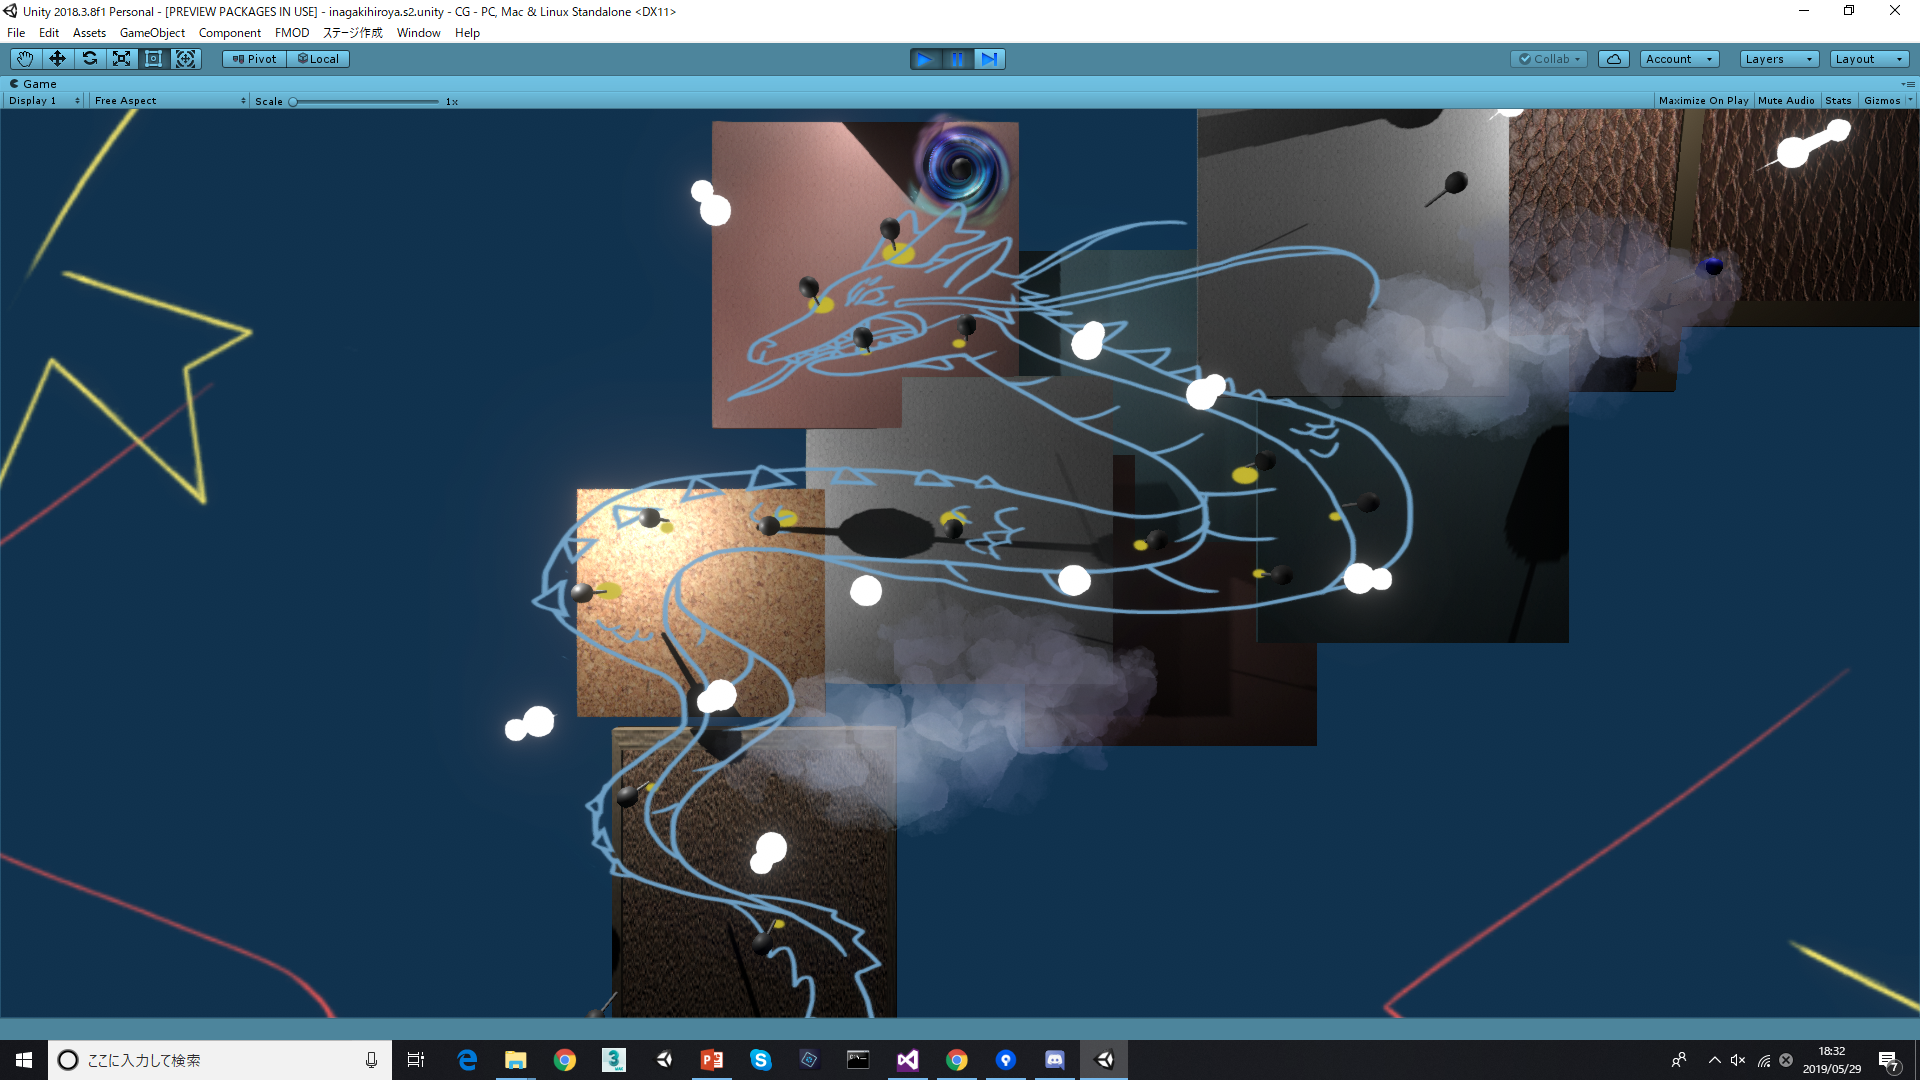 Unity 2018.3.8f1 Personal - [PREVIEW PACKAGES IN USE] - inagakihiroya.s2.unity - CG - PC, Mac & Linux Standalone <DX11>
File Edit Assets GameObject Component FMOD ステージ作成 Window Help
Pivot Local Collab Account Layers Layout
Game
Display 1 Free Aspect Scale 1x Maximize On Play Mute Audio Stats Gizmos
ここに入力して検索
18:32
2019/05/29
7